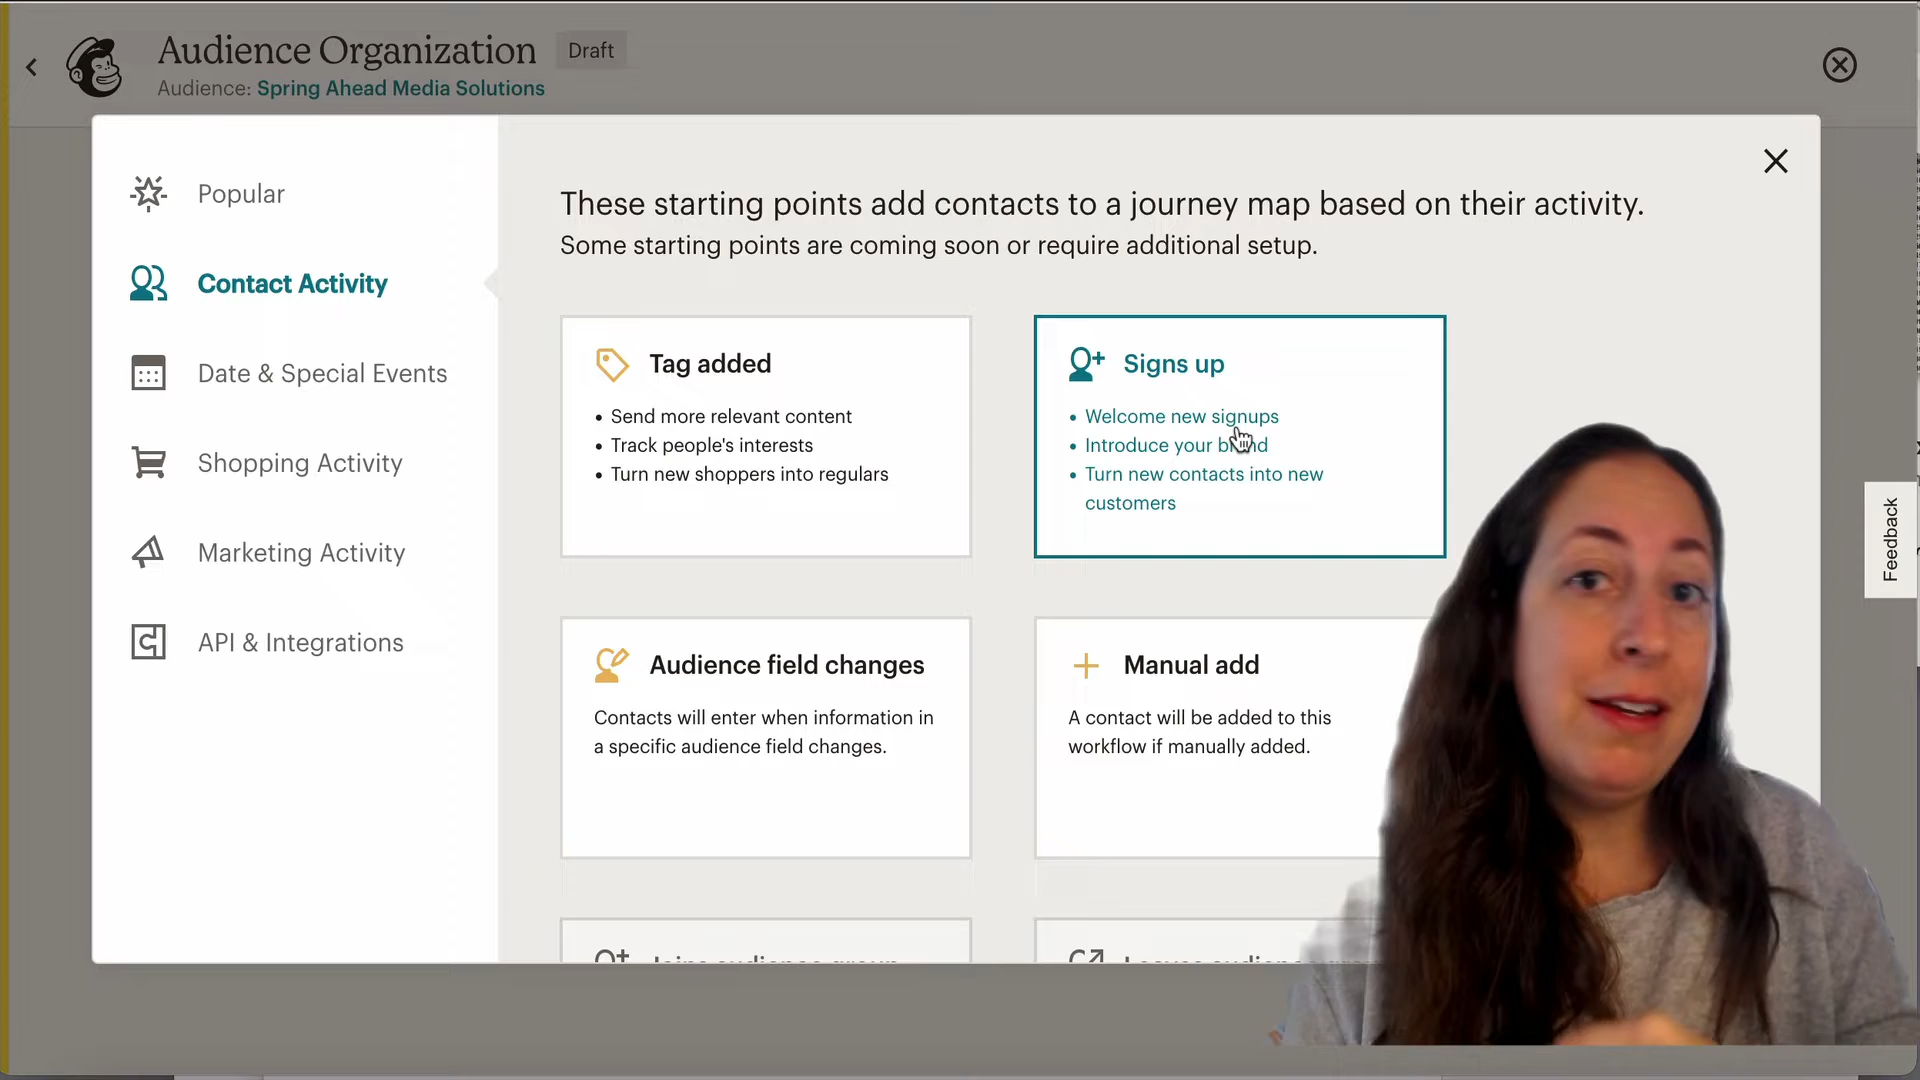 Audience Organization
Draft
Audience: Spring Ahead Media Solutions
Popular
Contact Activity
Date & Special Events
Shopping Activity
Marketing Activity
API & Integrations
These starting points add contacts to a journey map based on their activity.
Some starting points are coming soon or require additional setup.
Tag added
• Send more relevant content
• Track people's interests
• Turn new shoppers into regulars
Signs up
• Welcome new signups
• Introduce your brand
• Turn new contacts into new
customers
Audience field changes
Contacts will enter when information in
a specific audience field changes.
Manual add
A contact will be added to this
workflow if manually added.
Joins audience group
Feedback